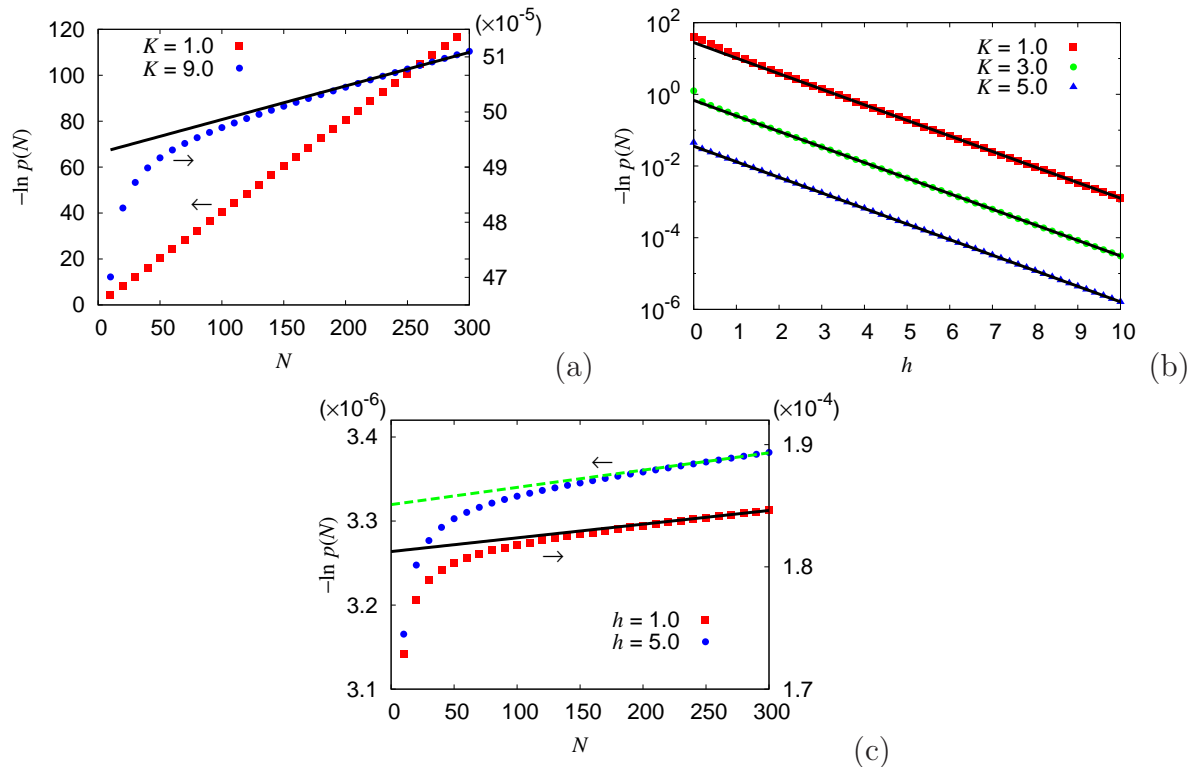 (×10-5)
120
100
80
60
40
20
0
−ln p(N)
K = 1.0
K = 9.0
→
←
51
50
49
48
47
0 50 100 150 200 250 300
N
(a)
10^2
10^0
10^-2
10^-4
10^-6
−ln p(N)
K = 1.0
K = 3.0
K = 5.0
0 1 2 3 4 5 6 7 8 9 10
h
(b)
(×10^-6) (×10^-4)
3.4
3.3
3.2
3.1
−ln p(N)
←
→
h = 1.0
h = 5.0
1.9
1.8
1.7
0 50 100 150 200 250 300
N
(c)